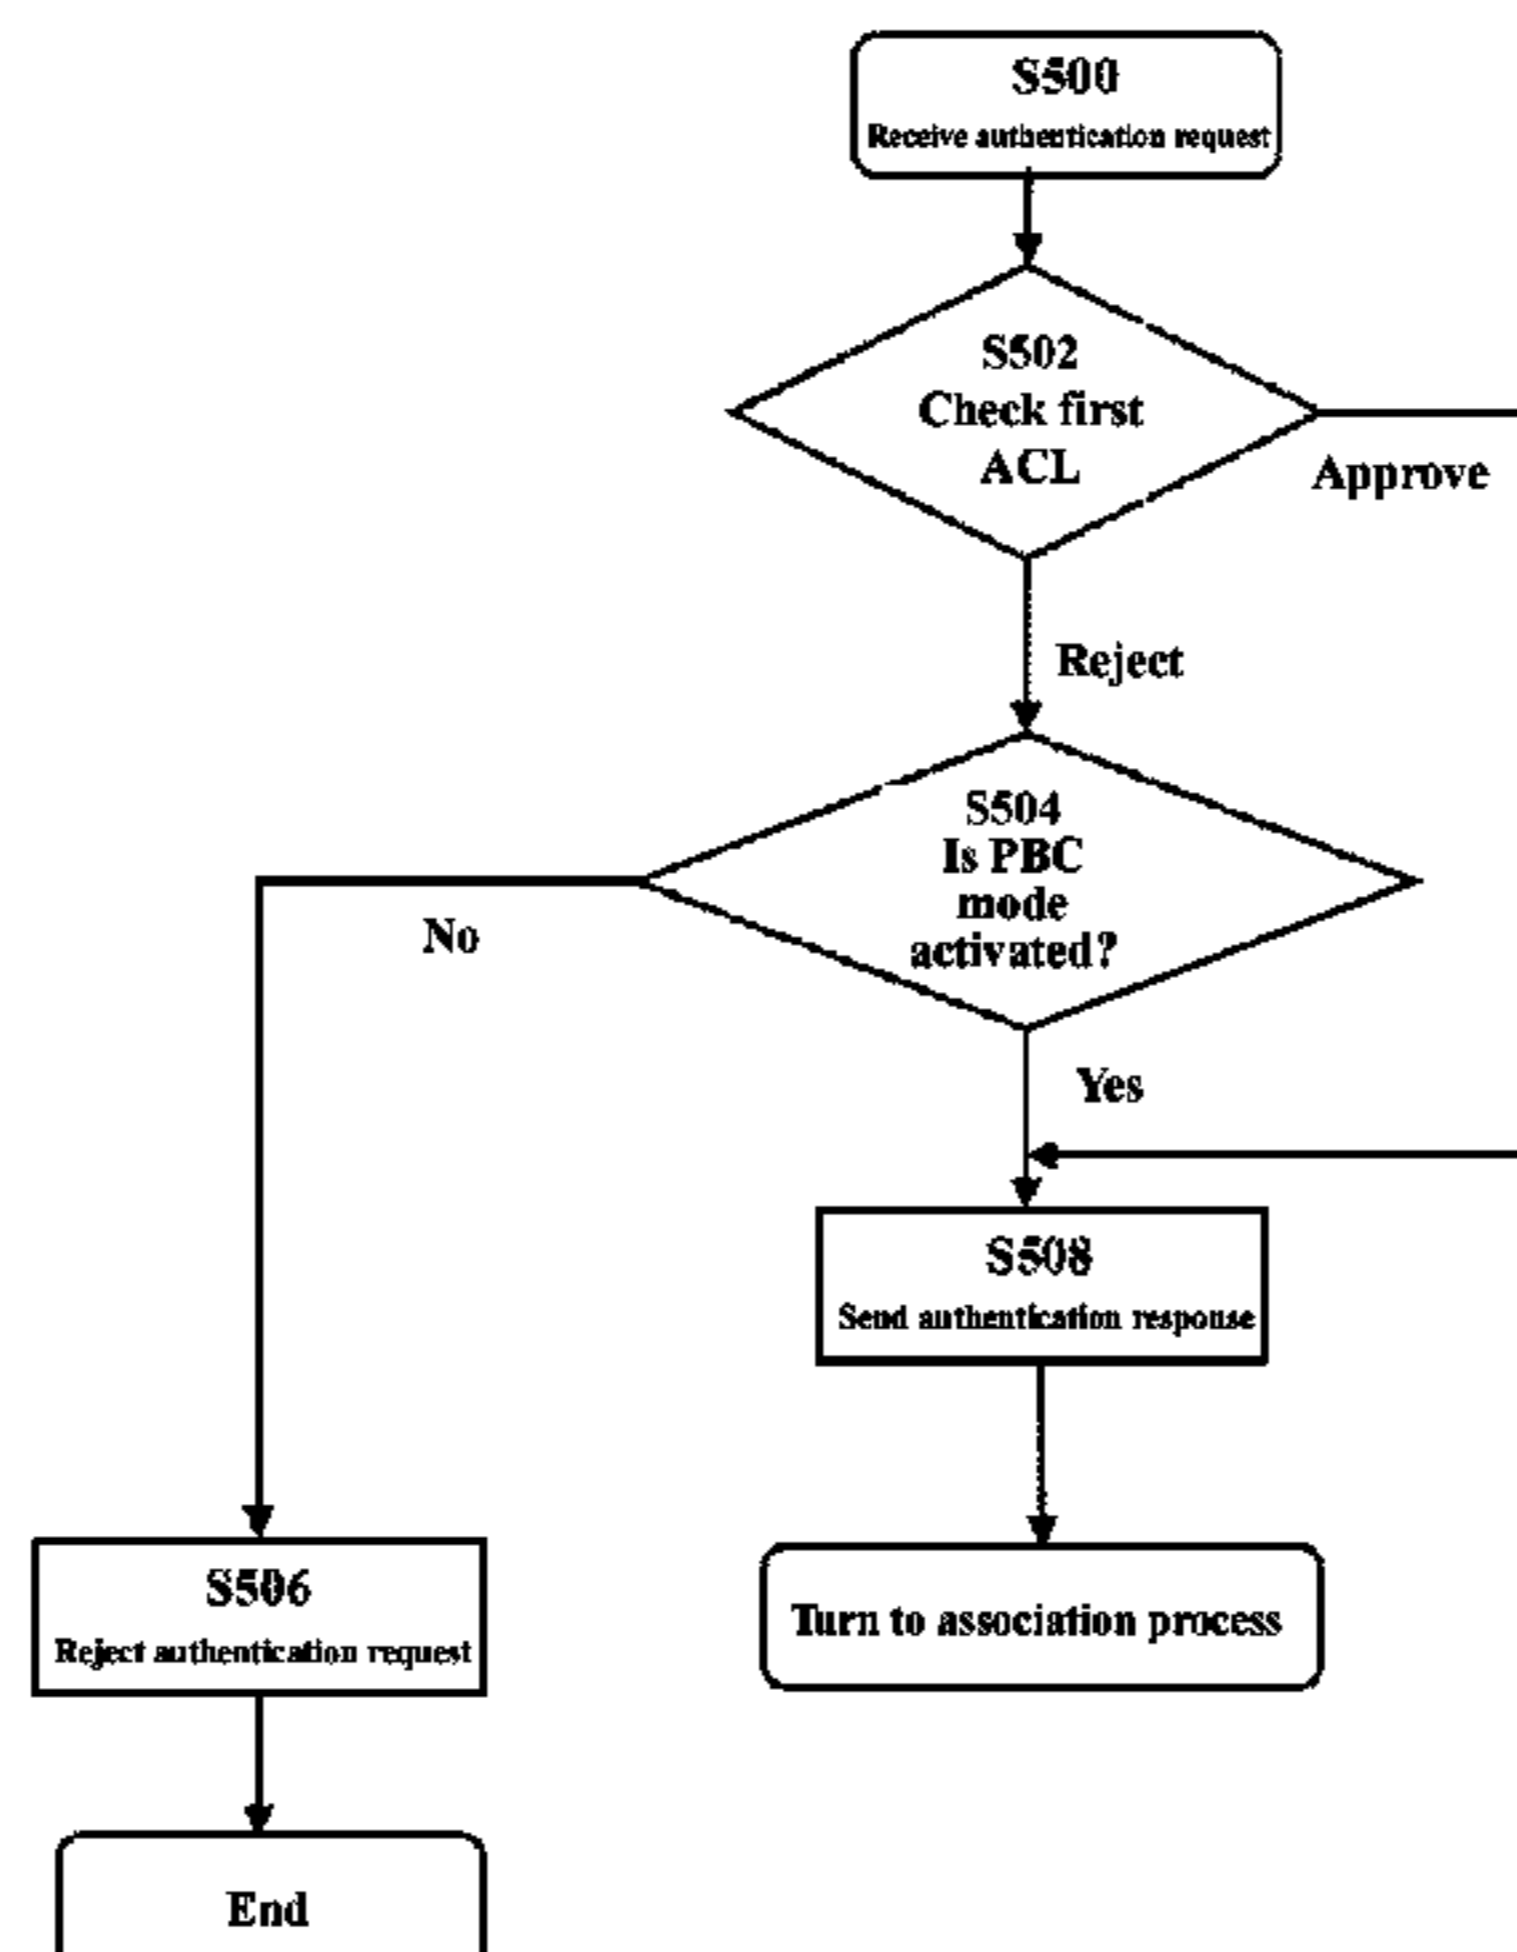 S500
Receive authentication request
S502
Check first
ACL
Approve
Reject
S504
Is PBC
mode
activated?
No
Yes
S508
Send authentication response
S506
Reject authentication request
Turn to association process
End